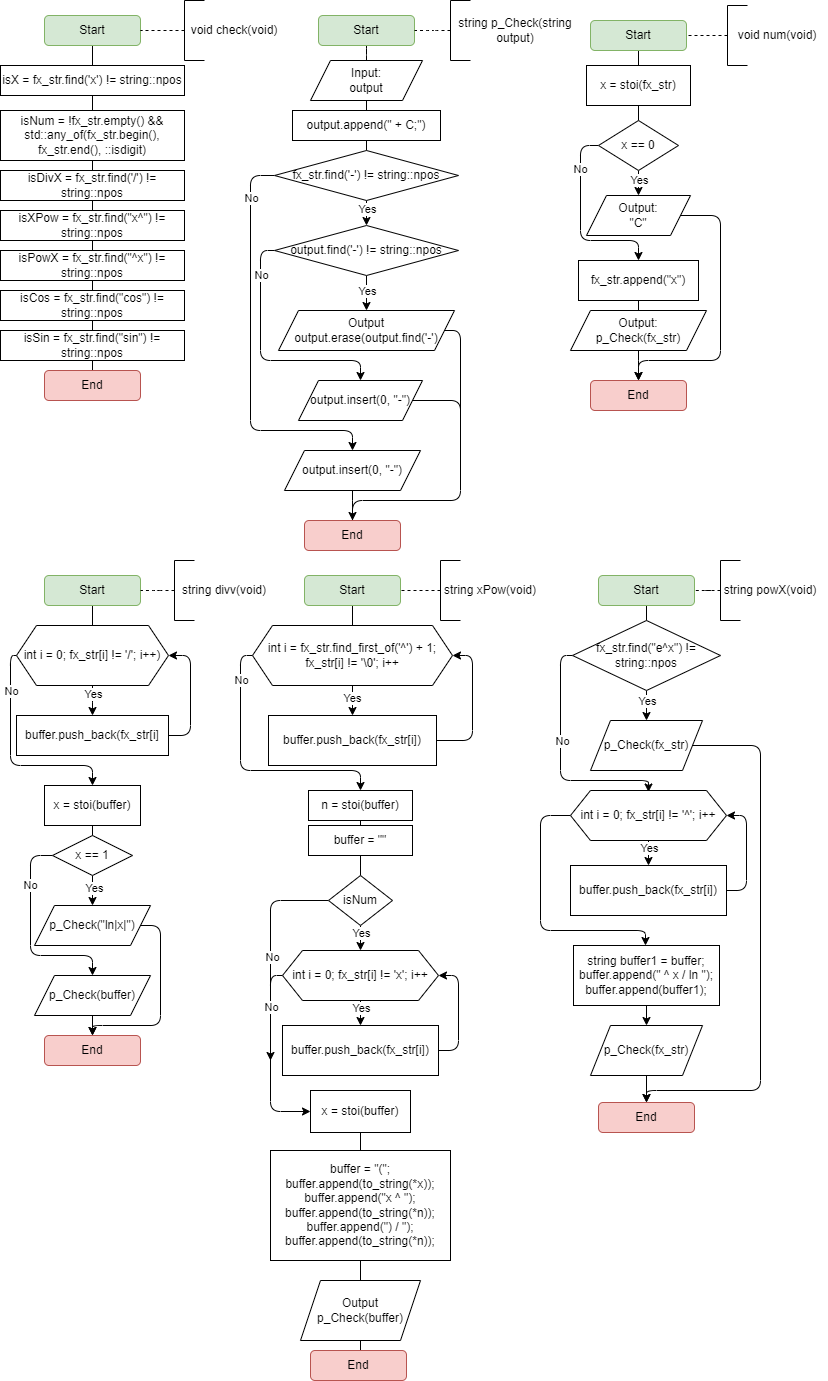 Start
void check(void)
isX = fx_str.find('x') != string::npos
isNum = !fx_str.empty() &&
std::any_of(fx_str.begin(),
fx_str.end(), ::isdigit)
isDivX = fx_str.find('/') !=
string::npos
isXPow = fx_str.find("x^") !=
string::npos
isPowX = fx_str.find("^x") !=
string::npos
isCos = fx_str.find("cos") !=
string::npos
isSin = fx_str.find("sin") !=
string::npos
End
Start
string p_Check(string
output)
Input:
output
output.append(" + C;")
fx_str.find('-') != string::npos
No
Yes
output.find('-') != string::npos
No
Yes
Output
output.erase(output.find('-')
output.insert(0, "-")
output.insert(0, "-")
End
Start
void num(void)
x = stoi(fx_str)
x == 0
No
Yes
Output:
"C"
fx_str.append("x")
Output:
p_Check(fx_str)
End
Start
string divv(void)
int i = 0; fx_str[i] != '/'; i++)
No
Yes
buffer.push_back(fx_str[i]
x = stoi(buffer)
x == 1
No
Yes
p_Check("ln|x|")
p_Check(buffer)
End
Start
string xPow(void)
int i = fx_str.find_first_of('^') + 1;
fx_str[i] != '\0'; i++
No
Yes
buffer.push_back(fx_str[i])
n = stoi(buffer)
buffer = ""
isNum
Yes
No
int i = 0; fx_str[i] != 'x'; i++
No
Yes
buffer.push_back(fx_str[i])
x = stoi(buffer)
buffer = "(";
buffer.append(to_string(*x));
buffer.append("x ^ ");
buffer.append(to_string(*n));
buffer.append(") / ");
buffer.append(to_string(*n));
Output
p_Check(buffer)
End
Start
string powX(void)
fx_str.find("e^x") !=
string::npos
Yes
No
p_Check(fx_str)
int i = 0; fx_str[i] != '^'; i++
Yes
buffer.push_back(fx_str[i])
string buffer1 = buffer;
buffer.append(" ^ x / ln ");
buffer.append(buffer1);
p_Check(fx_str)
End